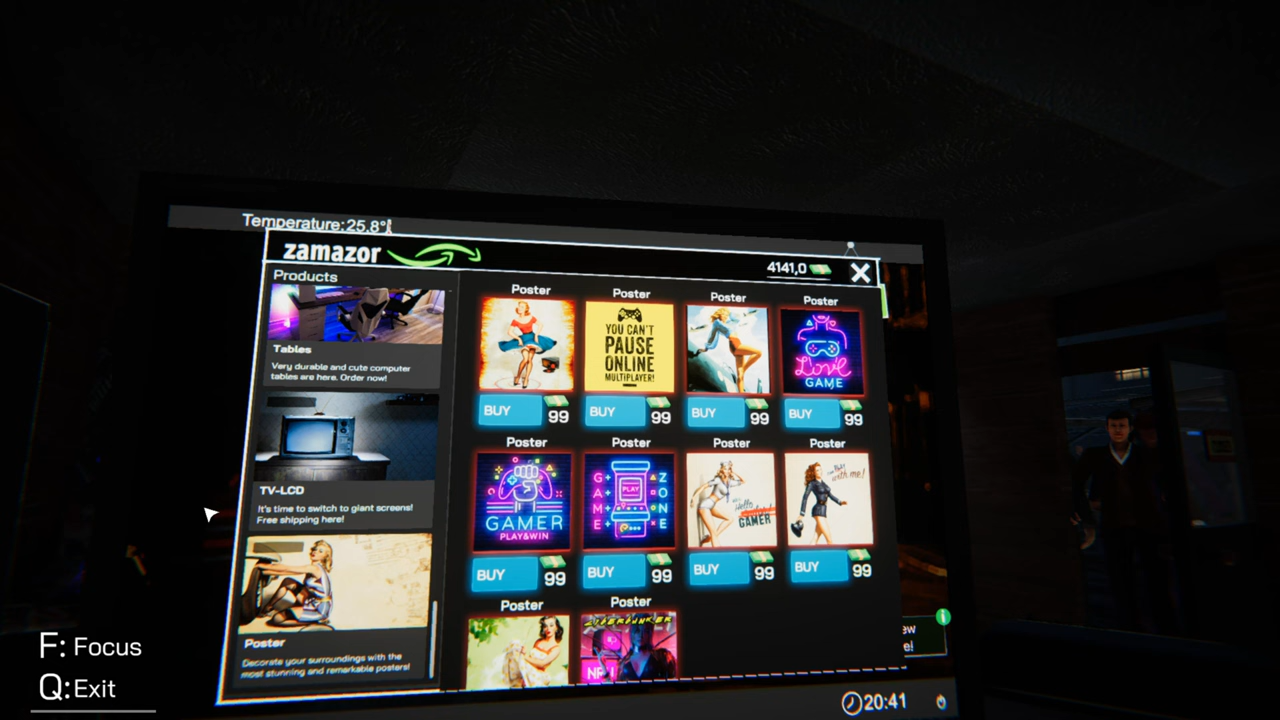 Temperature:25,8°
zamazor
4141,0
Products
Tables
Very durable and cute computer
tables are here. Order now!
TV-LCD
It's time to switch to giant screens!
Free shipping here!
Poster
Decorate your surroundings with the
most stunning and remarkable posters!
Poster
Poster
Poster
Poster
YOU CAN'T
PAUSE
ONLINE
MULTIPLAYER!
Love
GAME
BUY 99
BUY 99
BUY 99
BUY 99
Poster
Poster
Poster
Poster
GAMER
PLAY&WIN
GAME
PLAY
ZONE
Hello
GAMER
with me!
BUY 99
BUY 99
BUY 99
BUY 99
Poster
Poster
ew
e!
F: Focus
Q:Exit
20:41